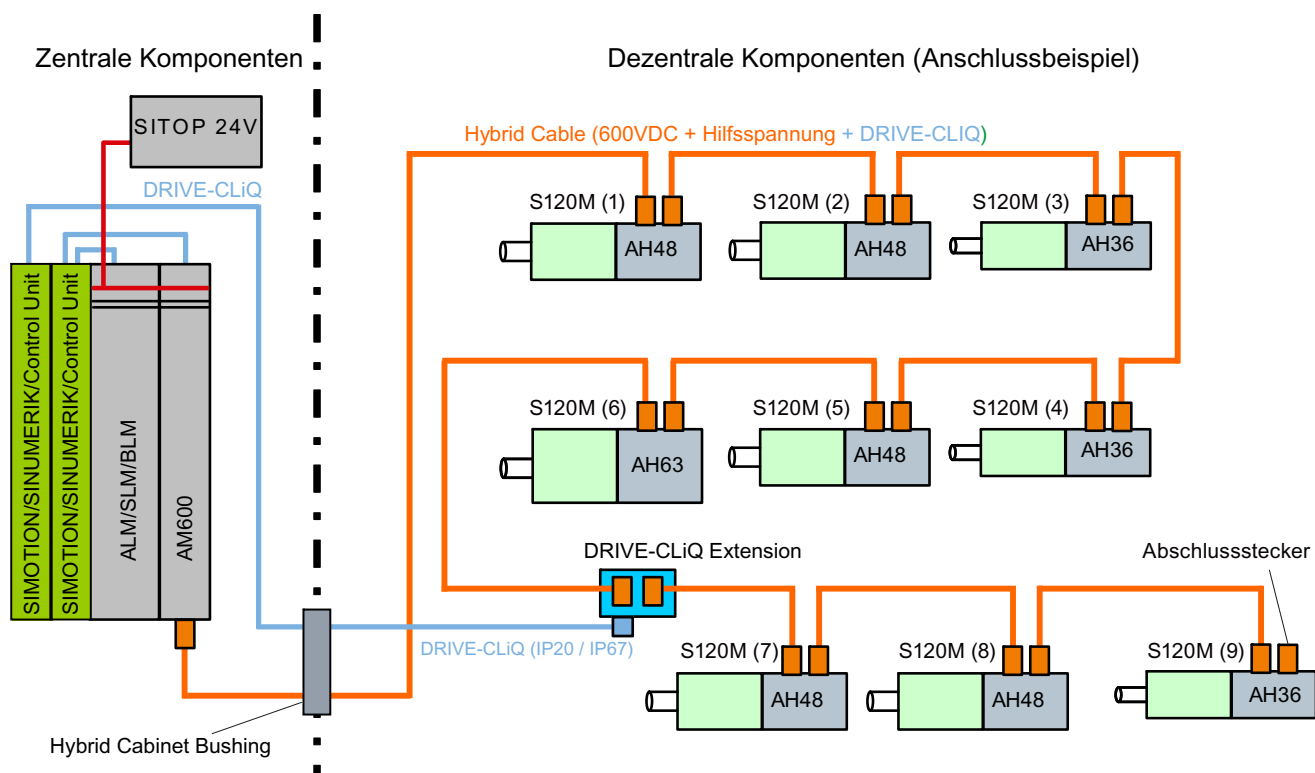 Zentrale Komponenten
Dezentrale Komponenten (Anschlussbeispiel)
SITOP 24V
Hybrid Cable (600VDC + Hilfsspannung + DRIVE-CLIQ)
DRIVE-CLiQ
S120M (1)
AH48
S120M (2)
AH48
S120M (3)
AH36
SIMOTION/SINUMERIK/Control Unit
SIMOTION/SINUMERIK/Control Unit
ALM/SLM/BLM
AM600
S120M (6)
AH63
S120M (5)
AH48
S120M (4)
AH36
DRIVE-CLiQ Extension
Abschlussstecker
DRIVE-CLiQ (IP20 / IP67)
S120M (7)
AH48
S120M (8)
AH48
S120M (9)
AH36
Hybrid Cabinet Bushing